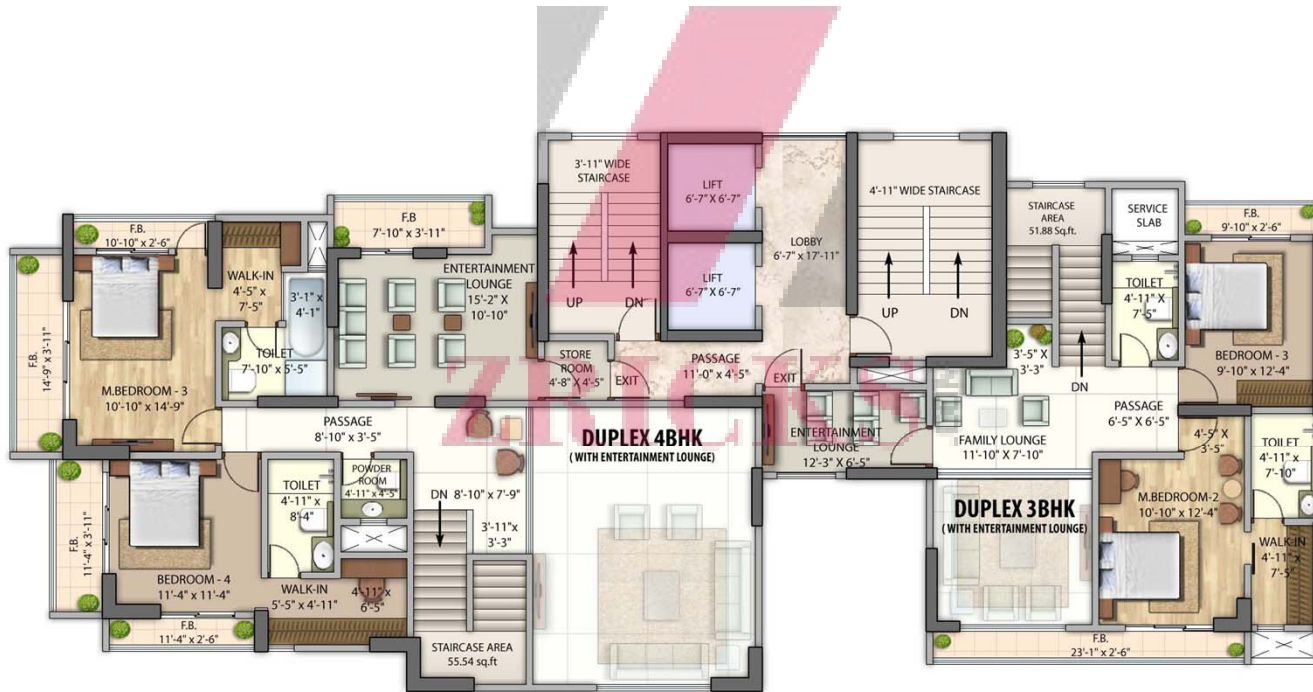 3'-11" WIDE
STAIRCASE
UP
DN
LIFT
6'-7" X 6'-7"
LIFT
6'-7" X 6'-7"
LOBBY
6'-7" x 17'-11"
4'-11" WIDE STAIRCASE
UP
DN
STAIRCASE
AREA
51.88 Sq.ft.
SERVICE
SLAB
F.B.
9'-10" x 2'-6"
F.B.
10'-10" x 2'-6"
F.B
7'-10" x 3'-11"
WALK-IN
4'-5" x
7'-5"
3'-1" x
4'-1"
ENTERTAINMENT
LOUNGE
15'-2" X
10'-10"
TOILET
4'-11" X
7'-5"
F.B.
14'-9" x 3'-11"
TOILET
7'-10" x 5'-5"
M.BEDROOM - 3
10'-10" x 14'-9"
STORE
ROOM
4'-8" X 4'-5"
EXIT
PASSAGE
11'-0" x 4'-5"
EXIT
3'-5" X
3'-3"
DN
BEDROOM - 3
9'-10" x 12'-4"
PASSAGE
8'-10" x 3'-5"
ZRICKS
DUPLEX 4BHK
( WITH ENTERTAINMENT LOUNGE)
ENTERTAINMENT
LOUNGE
12'-3" X 6'-5"
FAMILY LOUNGE
11'-10" X 7'-10"
PASSAGE
6'-5" x 6'-5"
4'-5" x
3'-5"
TOILET
4'-11" x
7'-10"
F.B.
11'-4" x 3'-11"
TOILET
4'-11" x
8'-4"
POWDER
ROOM
4'-11" x 4'-5"
DN
8'-10" x 7'-9"
3'-11"x
3'-3"
DUPLEX 3BHK
( WITH ENTERTAINMENT LOUNGE)
M.BEDROOM-2
10'-10" x 12'-4"
WALK-IN
4'-11" x
7'-5"
BEDROOM - 4
11'-4" x 11'-4"
WALK-IN
5'-5" x 4'-11"
4'-11" x
6'-5"
F.B.
11'-4" x 2'-6"
STAIRCASE AREA
55.54 sq.ft
F.B.
23'-1" x 2'-6"